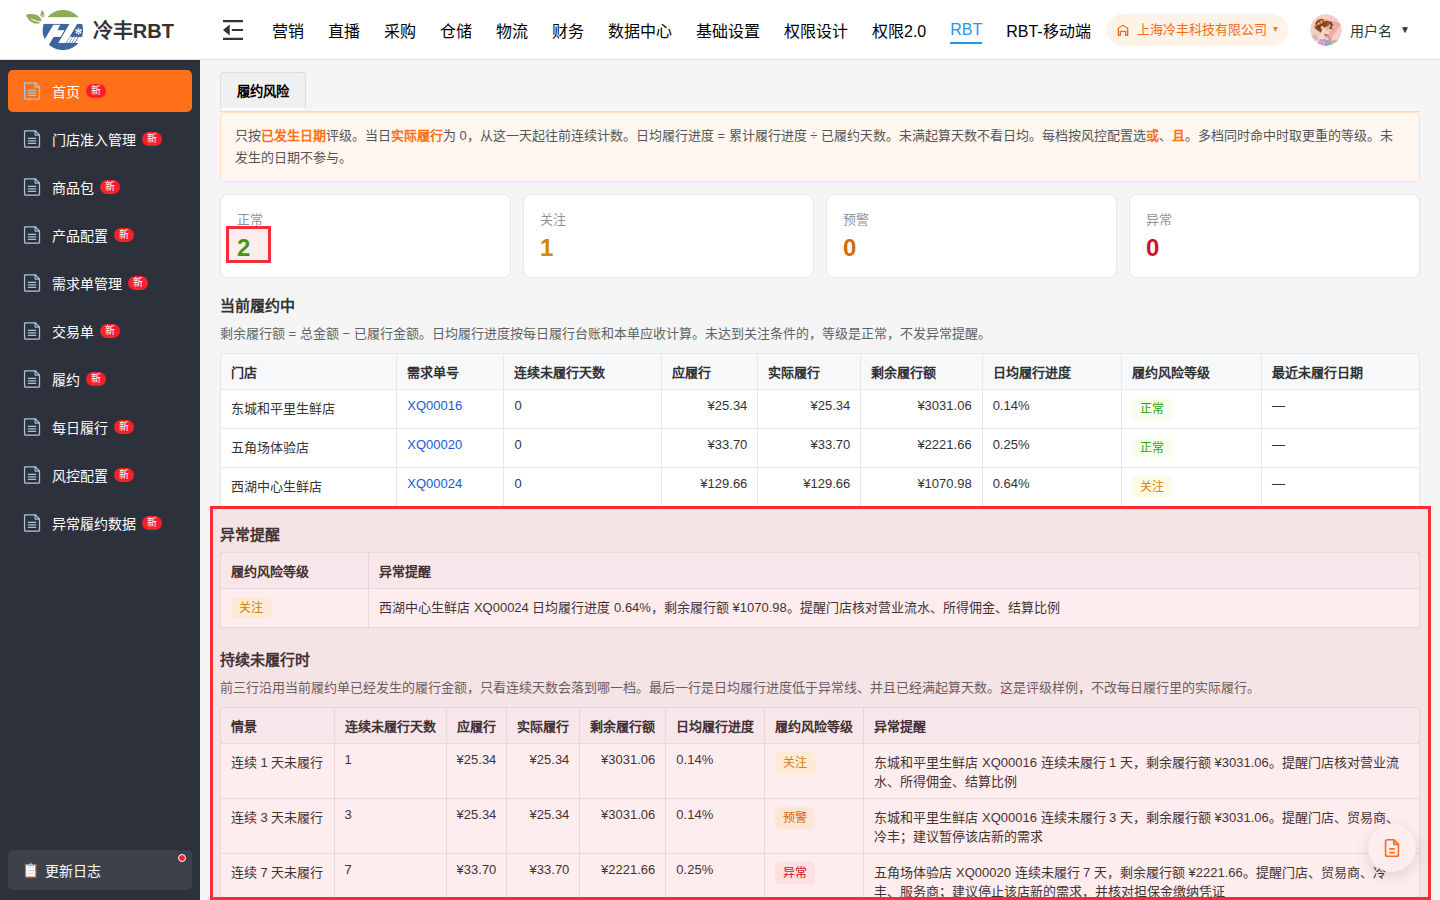 冷丰RBT
营销 直播 采购 仓储 物流 财务 数据中心 基础设置 权限设计 权限2.0 RBT RBT-移动端
上海冷丰科技有限公司
用户名
首页 新
门店准入管理 新
商品包 新
产品配置 新
需求单管理 新
交易单 新
履约 新
每日履行 新
风控配置 新
异常履约数据 新
更新日志
履约风险
只按已发生日期评级。当日实际履行为 0，从这一天起往前连续计数。日均履行进度 = 累计履行进度 ÷ 已履约天数。未满起算天数不看日均。每档按风控配置选或、且。多档同时命中时取更重的等级。未
发生的日期不参与。
正常 关注 预警 异常
2 1 0 0
当前履约中
剩余履行额 = 总金额 − 已履行金额。日均履行进度按每日履行台账和本单应收计算。未达到关注条件的，等级是正常，不发异常提醒。
门店 需求单号 连续未履行天数 应履行 实际履行 剩余履行额 日均履行进度 履约风险等级 最近未履行日期
东城和平里生鲜店 XQ00016 0 ¥25.34 ¥25.34 ¥3031.06 0.14% 正常 —
五角场体验店 XQ00020 0 ¥33.70 ¥33.70 ¥2221.66 0.25% 正常 —
西湖中心生鲜店 XQ00024 0 ¥129.66 ¥129.66 ¥1070.98 0.64% 关注 —
异常提醒
履约风险等级 异常提醒
关注 西湖中心生鲜店 XQ00024 日均履行进度 0.64%，剩余履行额 ¥1070.98。提醒门店核对营业流水、所得佣金、结算比例
持续未履行时
前三行沿用当前履约单已经发生的履行金额，只看连续天数会落到哪一档。最后一行是日均履行进度低于异常线、并且已经满起算天数。这是评级样例，不改每日履行里的实际履行。
情景 连续未履行天数 应履行 实际履行 剩余履行额 日均履行进度 履约风险等级 异常提醒
连续 1 天未履行 1 ¥25.34 ¥25.34 ¥3031.06 0.14% 关注 东城和平里生鲜店 XQ00016 连续未履行 1 天，剩余履行额 ¥3031.06。提醒门店核对营业流
水、所得佣金、结算比例
连续 3 天未履行 3 ¥25.34 ¥25.34 ¥3031.06 0.14% 预警 东城和平里生鲜店 XQ00016 连续未履行 3 天，剩余履行额 ¥3031.06。提醒门店、贸易商、
冷丰；建议暂停该店新的需求
连续 7 天未履行 7 ¥33.70 ¥33.70 ¥2221.66 0.25% 异常 五角场体验店 XQ00020 连续未履行 7 天，剩余履行额 ¥2221.66。提醒门店、贸易商、冷
丰、服务商；建议停止该店新的需求，并核对担保金缴纳凭证